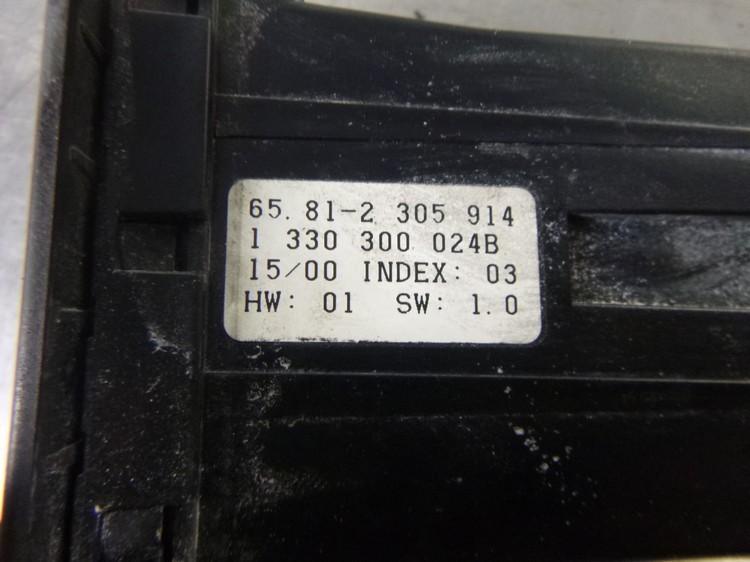 65. 81-2 305 914
1 330 300 024B
15/00 INDEX: 03
HW: 01 SW: 1. 0